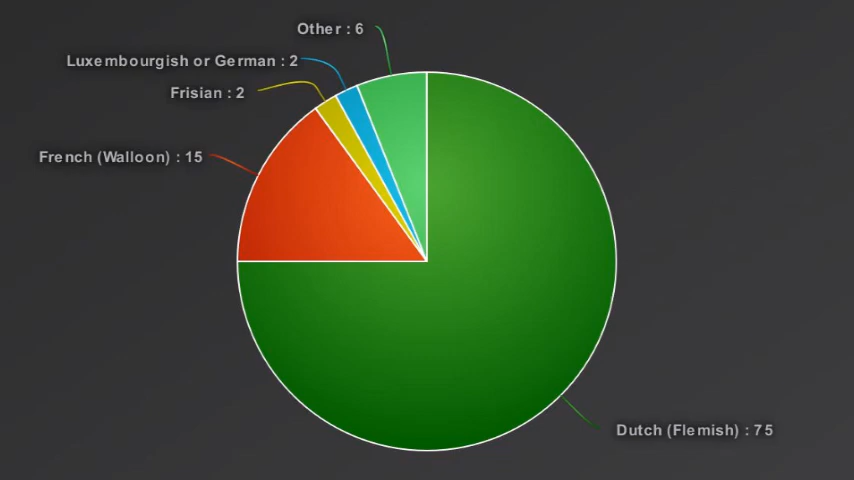 Other : 6
Luxembourgish or German : 2
Frisian : 2
French (Walloon) : 15
Dutch (Flemish) : 75